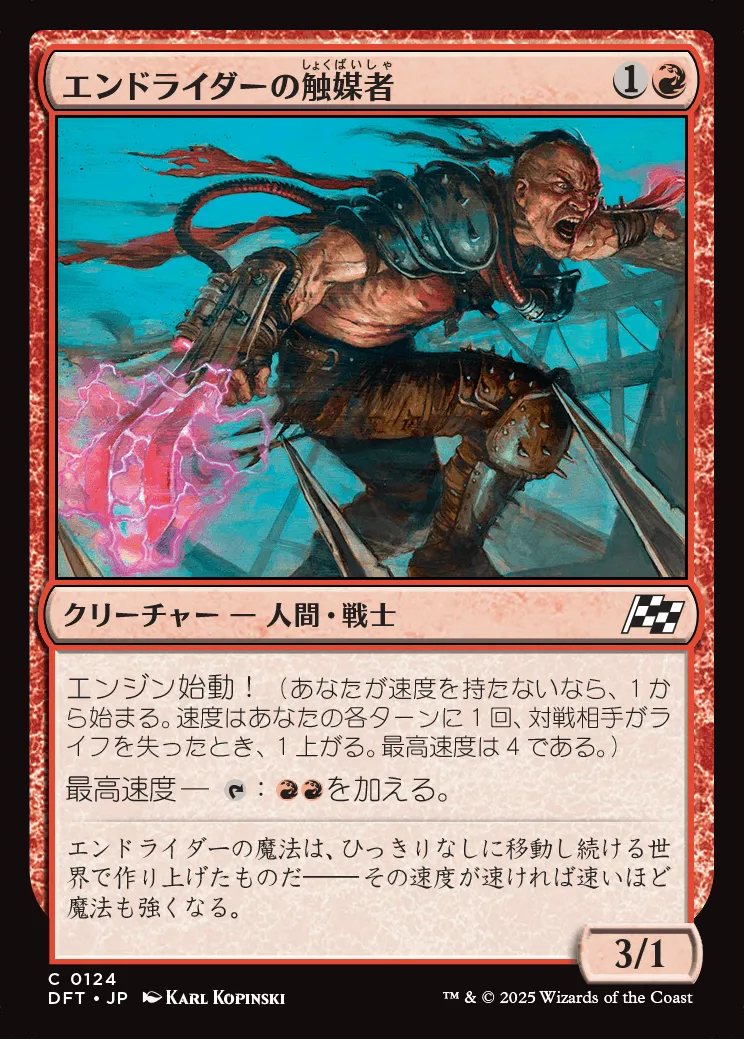 しょくばいしゃ
エンドライダーの触媒者 1
クリーチャー — 人間・戦士
エンジン始動！（あなたが速度を持たないなら、1か
ら始まる。速度はあなたの各ターンに1回、対戦相手がラ
イフを失ったとき、1上がる。最高速度は4である。）
最高速度— ：を加える。
エンドライダーの魔法は、ひっきりなしに移動し続ける世
界で作り上げたものだ――その速度が速ければ速いほど
魔法も強くなる。
3/1
C 0124
DFT • JP Karl Kopinski
™ & © 2025 Wizards of the Coast